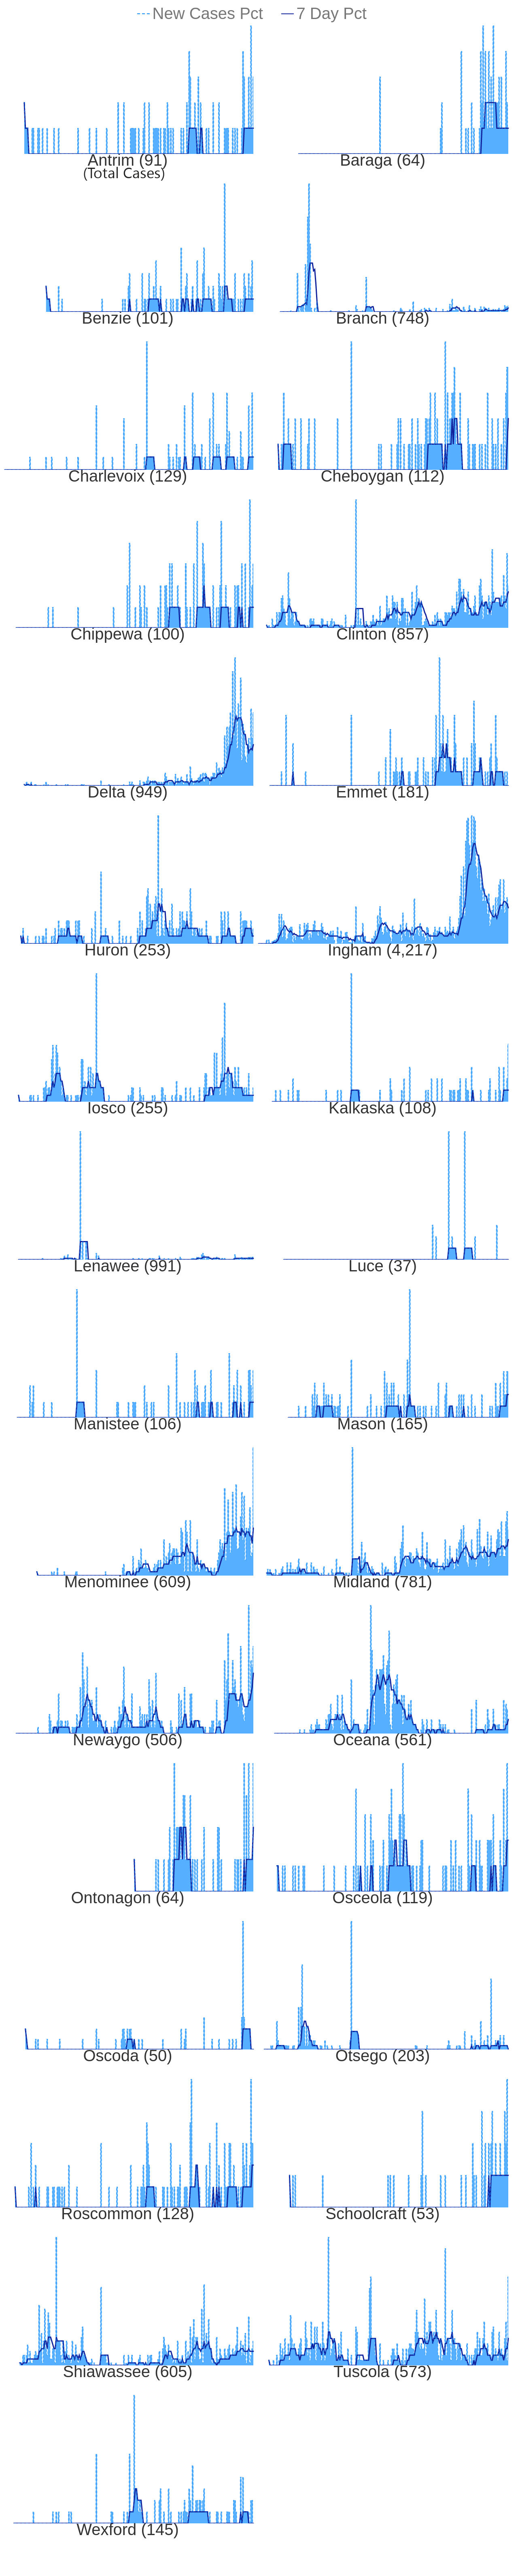 New Cases Pct 7 Day Pct
Antrim (91) Baraga (64)
(Total Cases)
Benzie (101) Branch (748)
Charlevoix (129) Cheboygan (112)
Chippewa (100) Clinton (857)
Delta (949) Emmet (181)
Huron (253) Ingham (4,217)
Iosco (255) Kalkaska (108)
Lenawee (991) Luce (37)
Manistee (106) Mason (165)
Menominee (609) Midland (781)
Newaygo (506) Oceana (561)
Ontonagon (64) Osceola (119)
Oscoda (50) Otsego (203)
Roscommon (128) Schoolcraft (53)
Shiawassee (605) Tuscola (573)
Wexford (145)